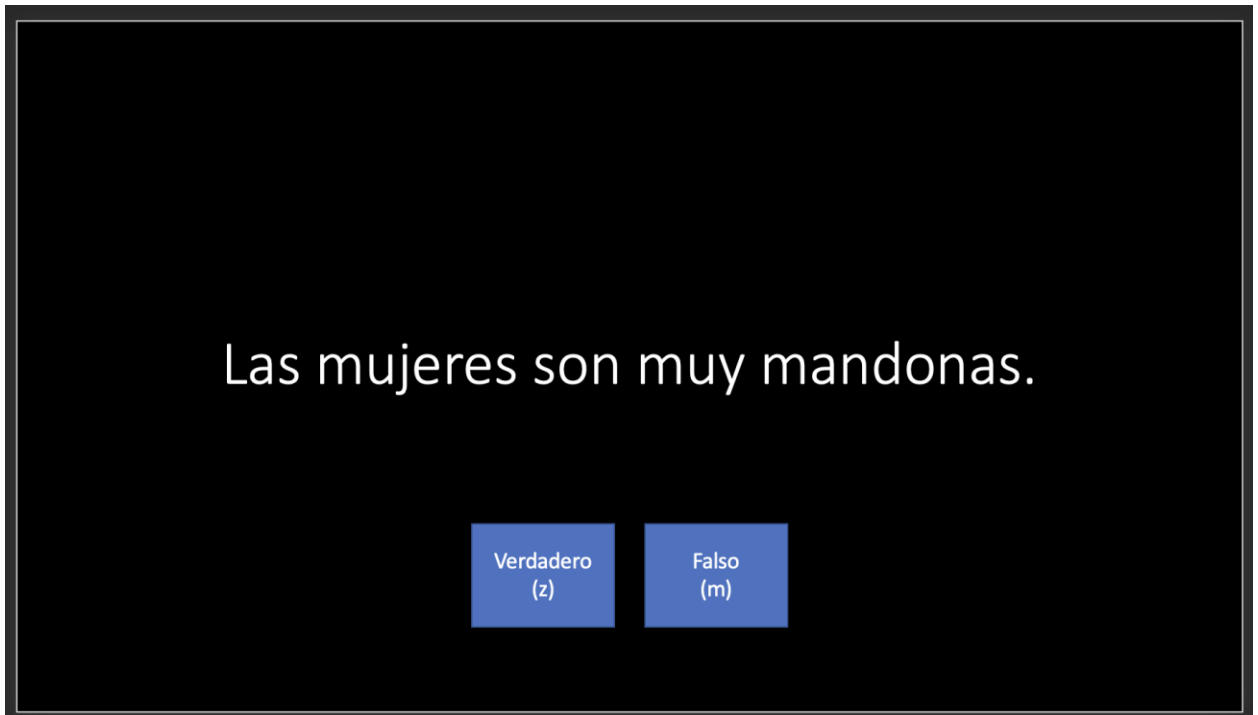 Las mujeres son muy mandonas.
Verdadero
(z)
Falso
(m)